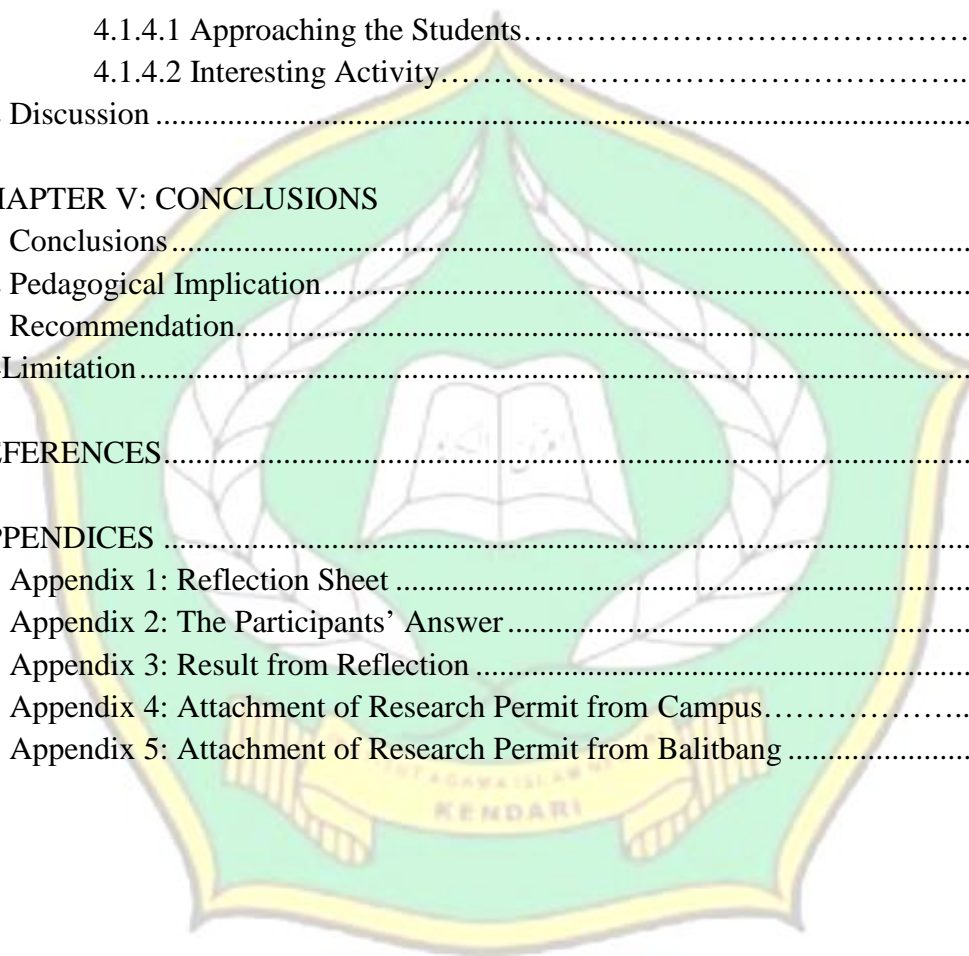 4.1.4.1 Approaching the Students……………………………………….
4.1.4.2 Interesting Activity………………………………………………..
Discussion ......................................................................................................
HAPTER V: CONCLUSIONS
Conclusions....................................................................................................
Pedagogical Implication................................................................................
Recommendation...........................................................................................
Limitation........................................................................................................
EFERENCES....................................................................................................
PPENDICES ....................................................................................................
Appendix 1: Reflection Sheet .......................................................................
Appendix 2: The Participants’ Answer.........................................................
Appendix 3: Result from Reflection .............................................................
Appendix 4: Attachment of Research Permit from Campus………………..
Appendix 5: Attachment of Research Permit from Balitbang .......................
AGAMA ISLAM
KENDARI